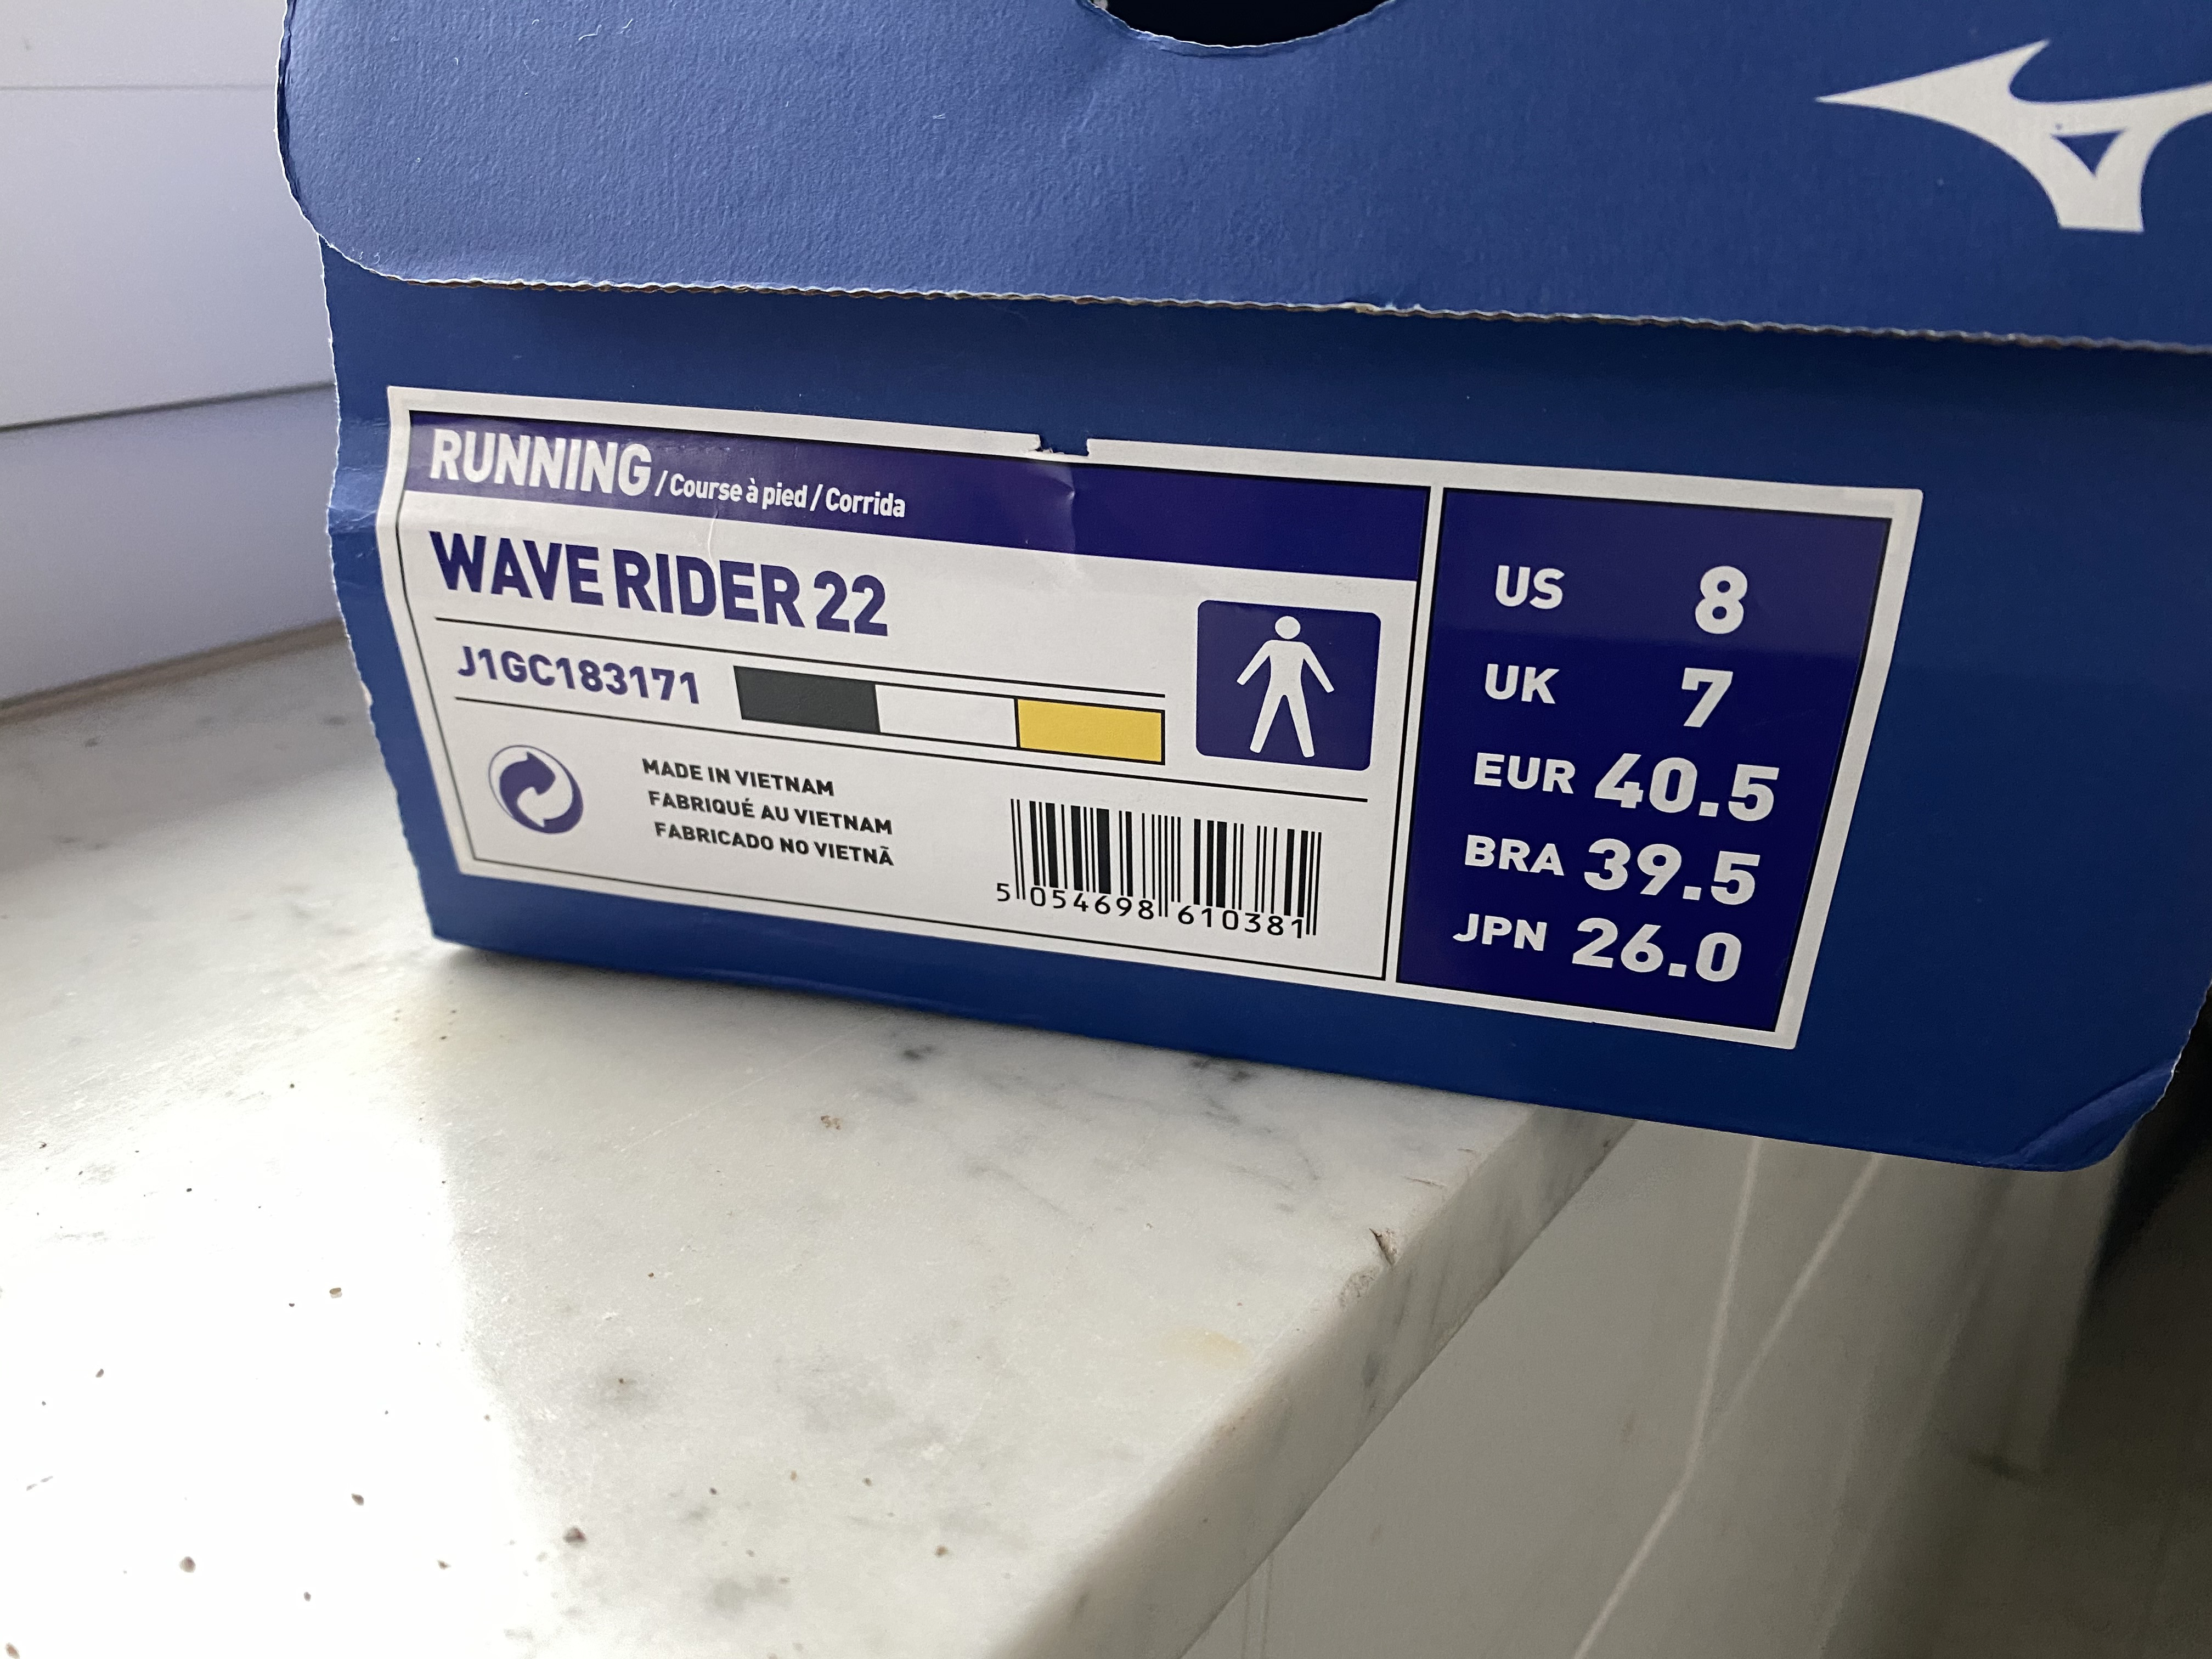 RUNNING / Course à pied / Corrida
WAVE RIDER 22
J1GC183171
MADE IN VIETNAM
FABRIQUÉ AU VIETNAM
FABRICADO NO VIETNÃ
5 054698 610381
US 8
UK 7
EUR 40.5
BRA 39.5
JPN 26.0